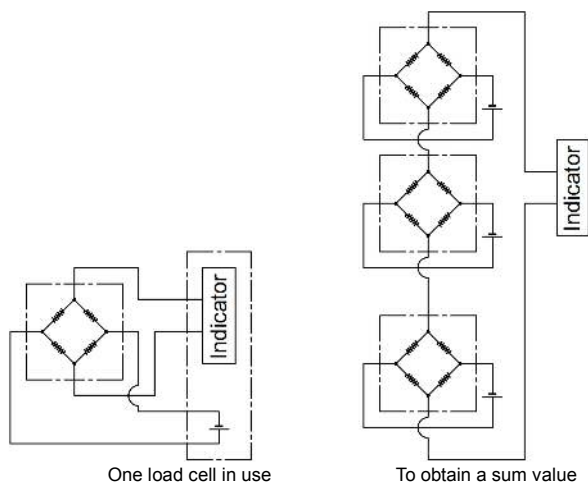 Indicator
Indicator
One load cell in use
To obtain a sum value